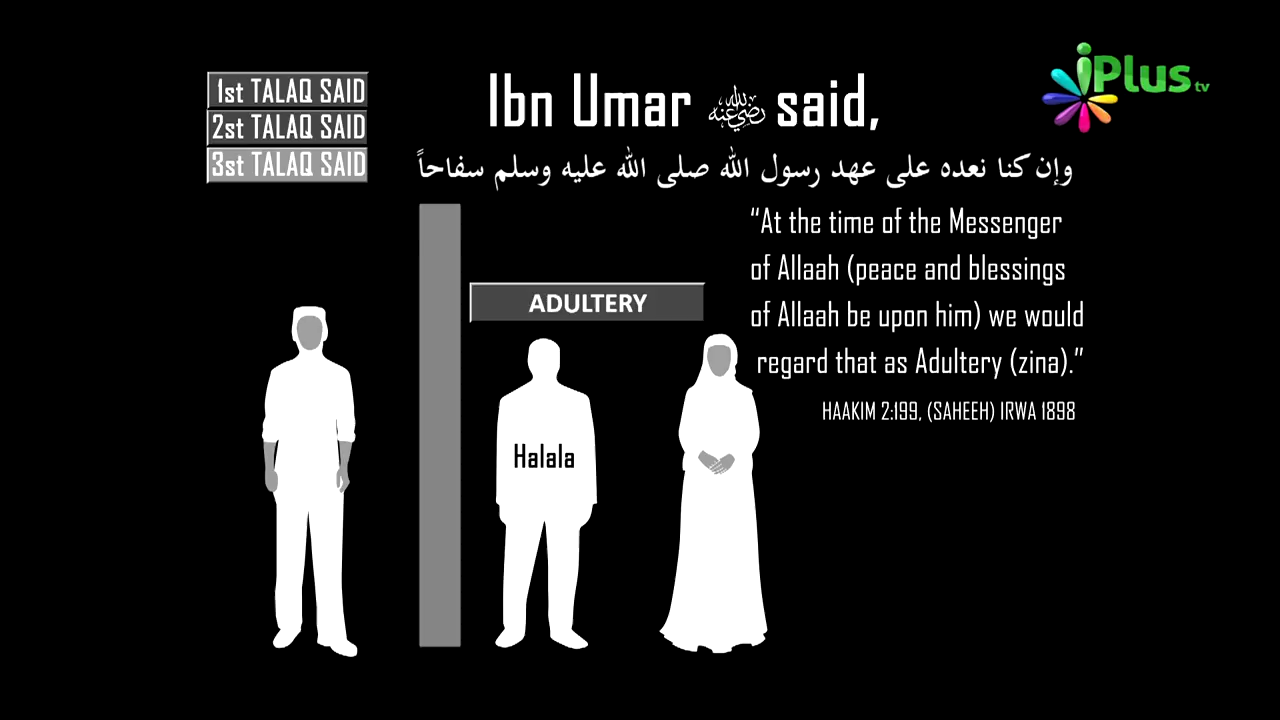 1st TALAQ SAID
2st TALAQ SAID
3st TALAQ SAID
Ibn Umar رضي الله عنه said,
iPlus tv
وإن كنا نعده على عهد رسول الله صلى الله عليه وسلم سفاحاً
“At the time of the Messenger
of Allaah (peace and blessings
of Allaah be upon him) we would
regard that as Adultery (zina).”
HAAKIM 2:199, (SAHEEH) IRWA 1898
ADULTERY
Halala